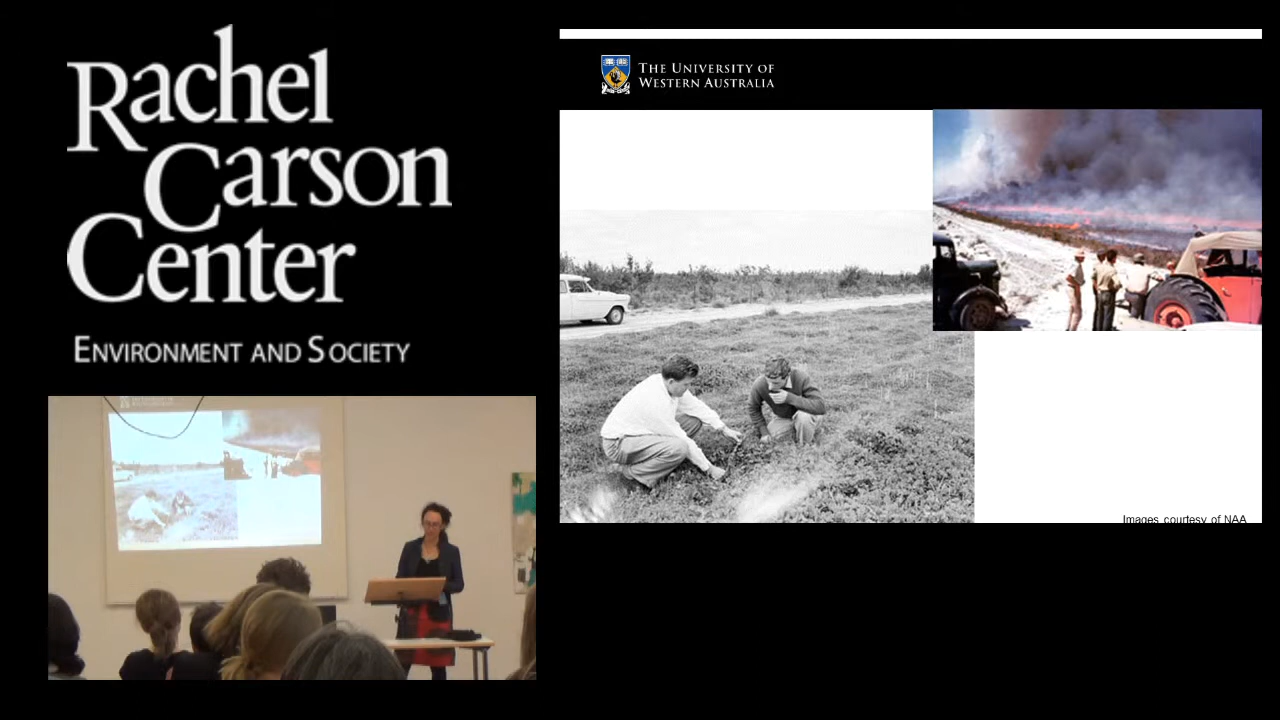 Rachel
Carson
Center
Environment and Society
The University of
Western Australia
Images courtesy of NAA